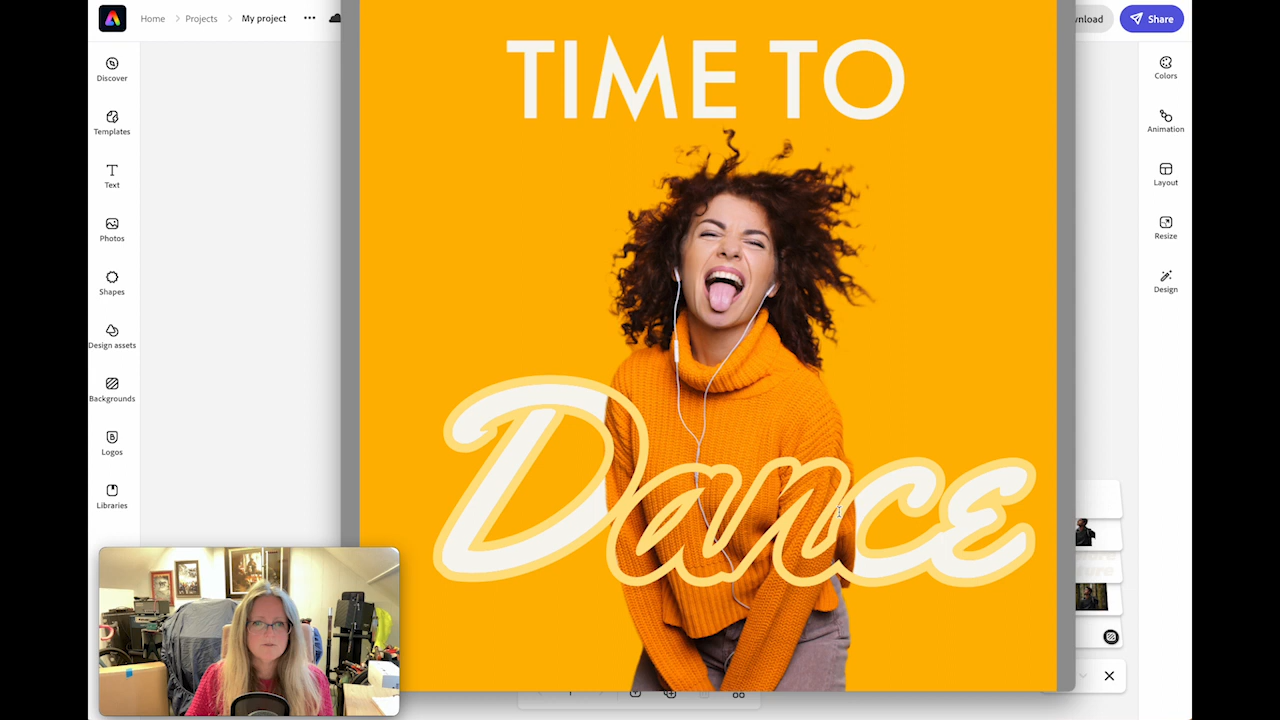 Home
Projects
My project
nload
Share
TIME TO
Dance
Discover
Templates
Text
Photos
Shapes
Design assets
Backgrounds
Logos
Libraries
Colors
Animation
Layout
Resize
Design